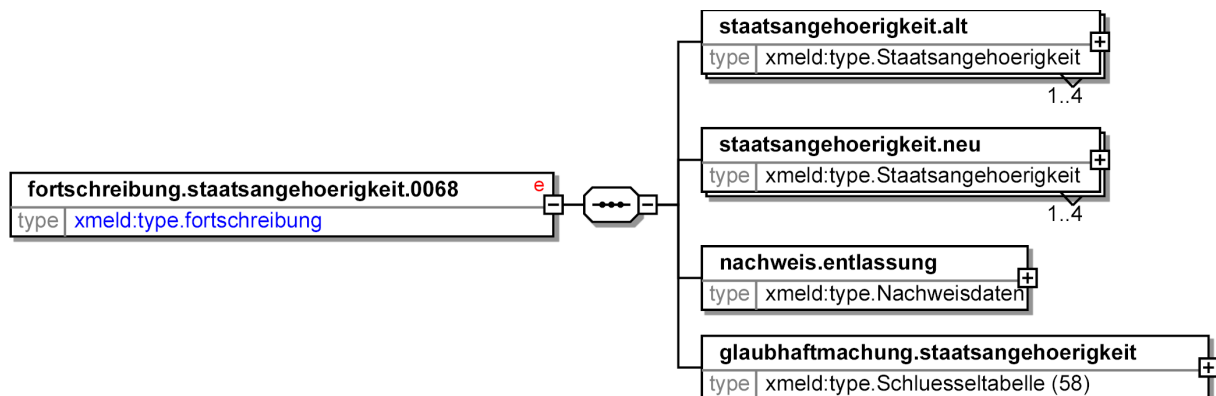 staatsangehoerigkeit.alt
type xmeld:type.Staatsangehoerigkeit
1..4
staatsangehoerigkeit.neu
type xmeld:type.Staatsangehoerigkeit
1..4
fortschreibung.staatsangehoerigkeit.0068 e
type xmeld:type.fortschreibung
nachweis.entlassung
type xmeld:type.Nachweisdaten
glaubhaftmachung.staatsangehoerigkeit
type xmeld:type.Schluesseltabelle (58)